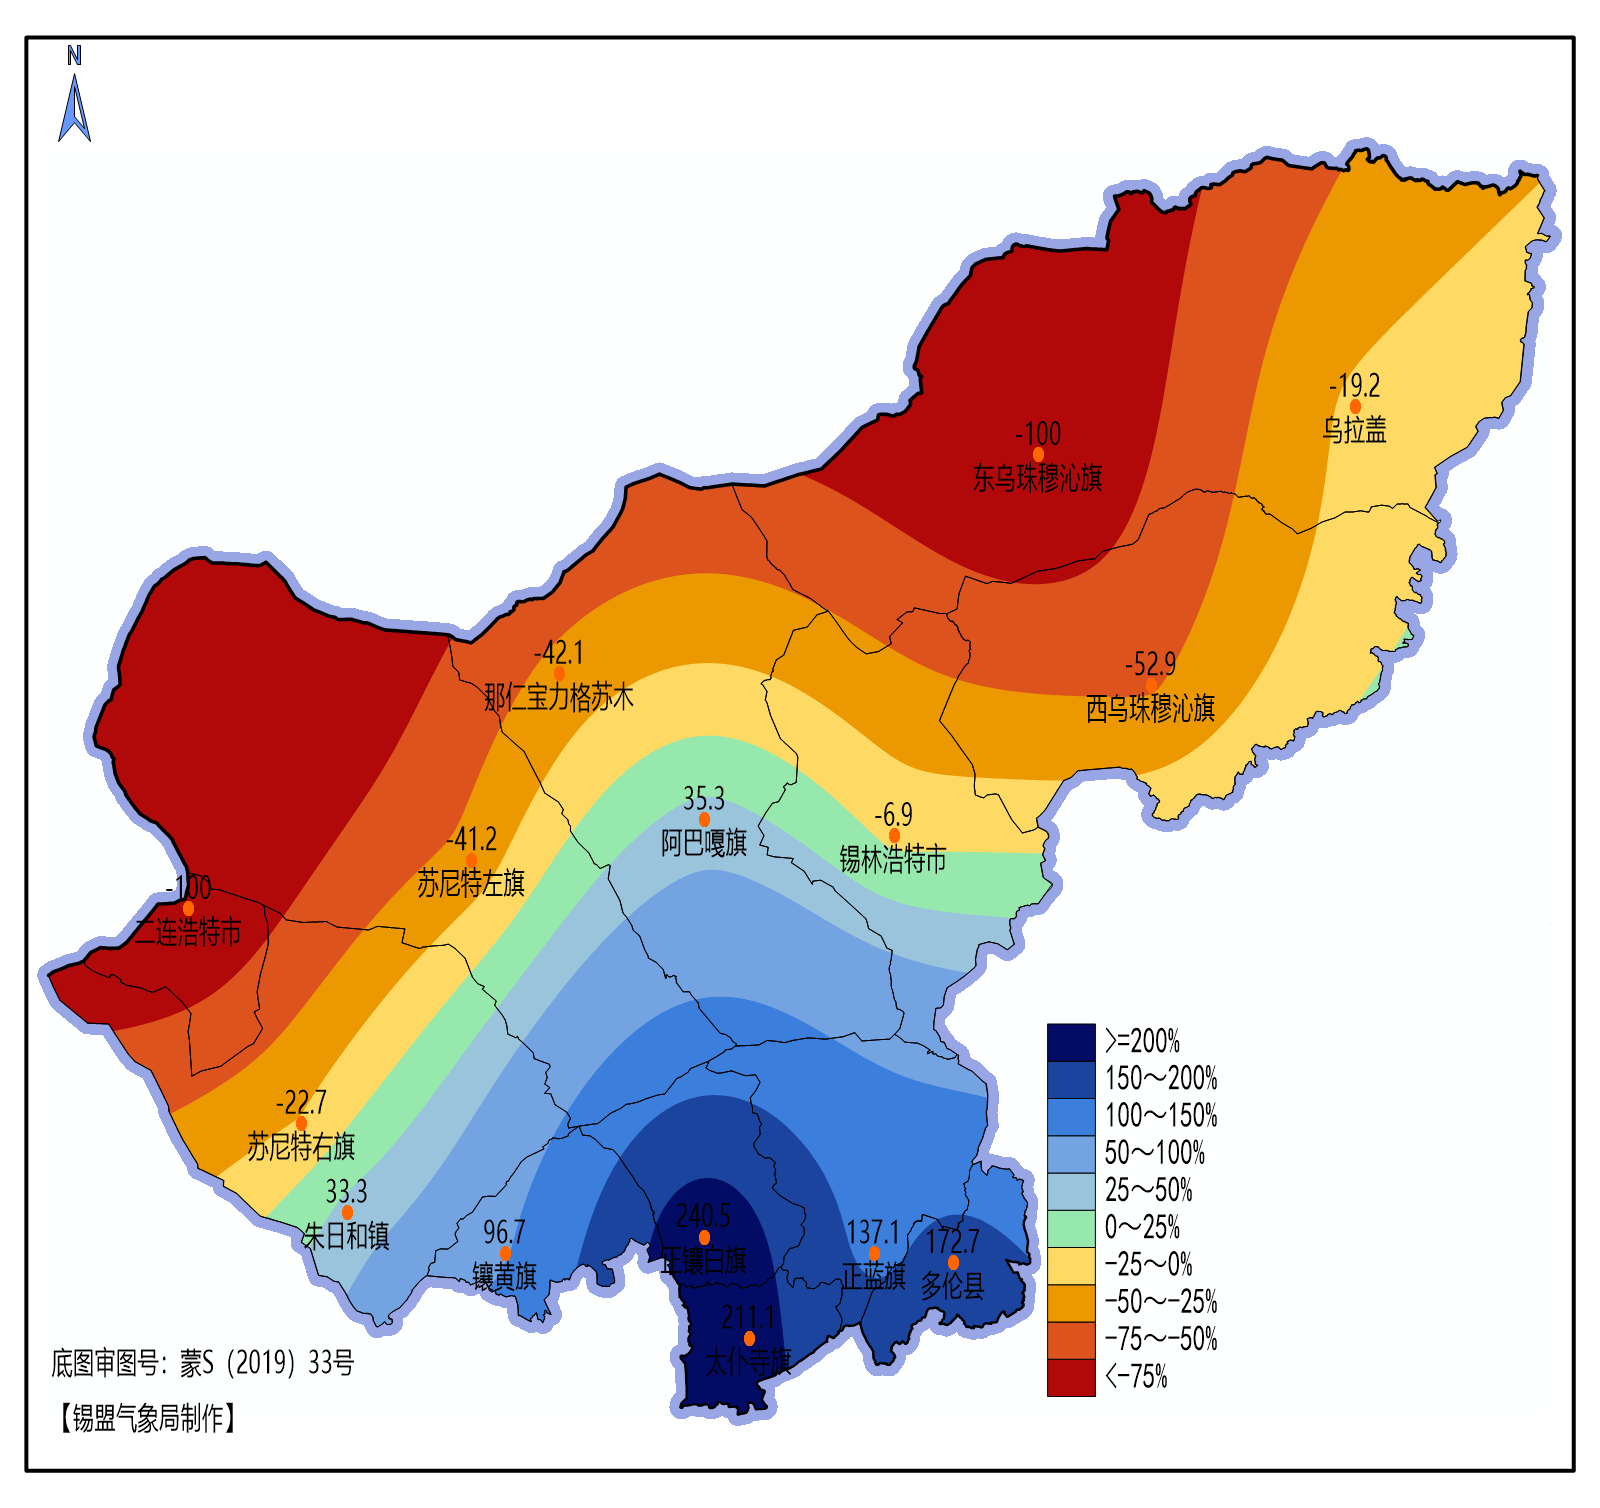 N
-19.2
乌拉盖
-100
东乌珠穆沁旗
-42.1
那仁宝力格苏木
-52.9
西乌珠穆沁旗
35.3
阿巴嘎旗
-6.9
锡林浩特市
-41.2
苏尼特左旗
-100
二连浩特市
-22.7
苏尼特右旗
33.3
朱日和镇
96.7
镶黄旗
240.5
正镶白旗
137.1
正蓝旗
172.7
多伦县
211.1
太仆寺旗
>=200%
150～200%
100～150%
50～100%
25～50%
0～25%
-25～0%
-50～-25%
-75～-50%
<-75%
底图审图号：蒙S（2019）33号
【锡盟气象局制作】